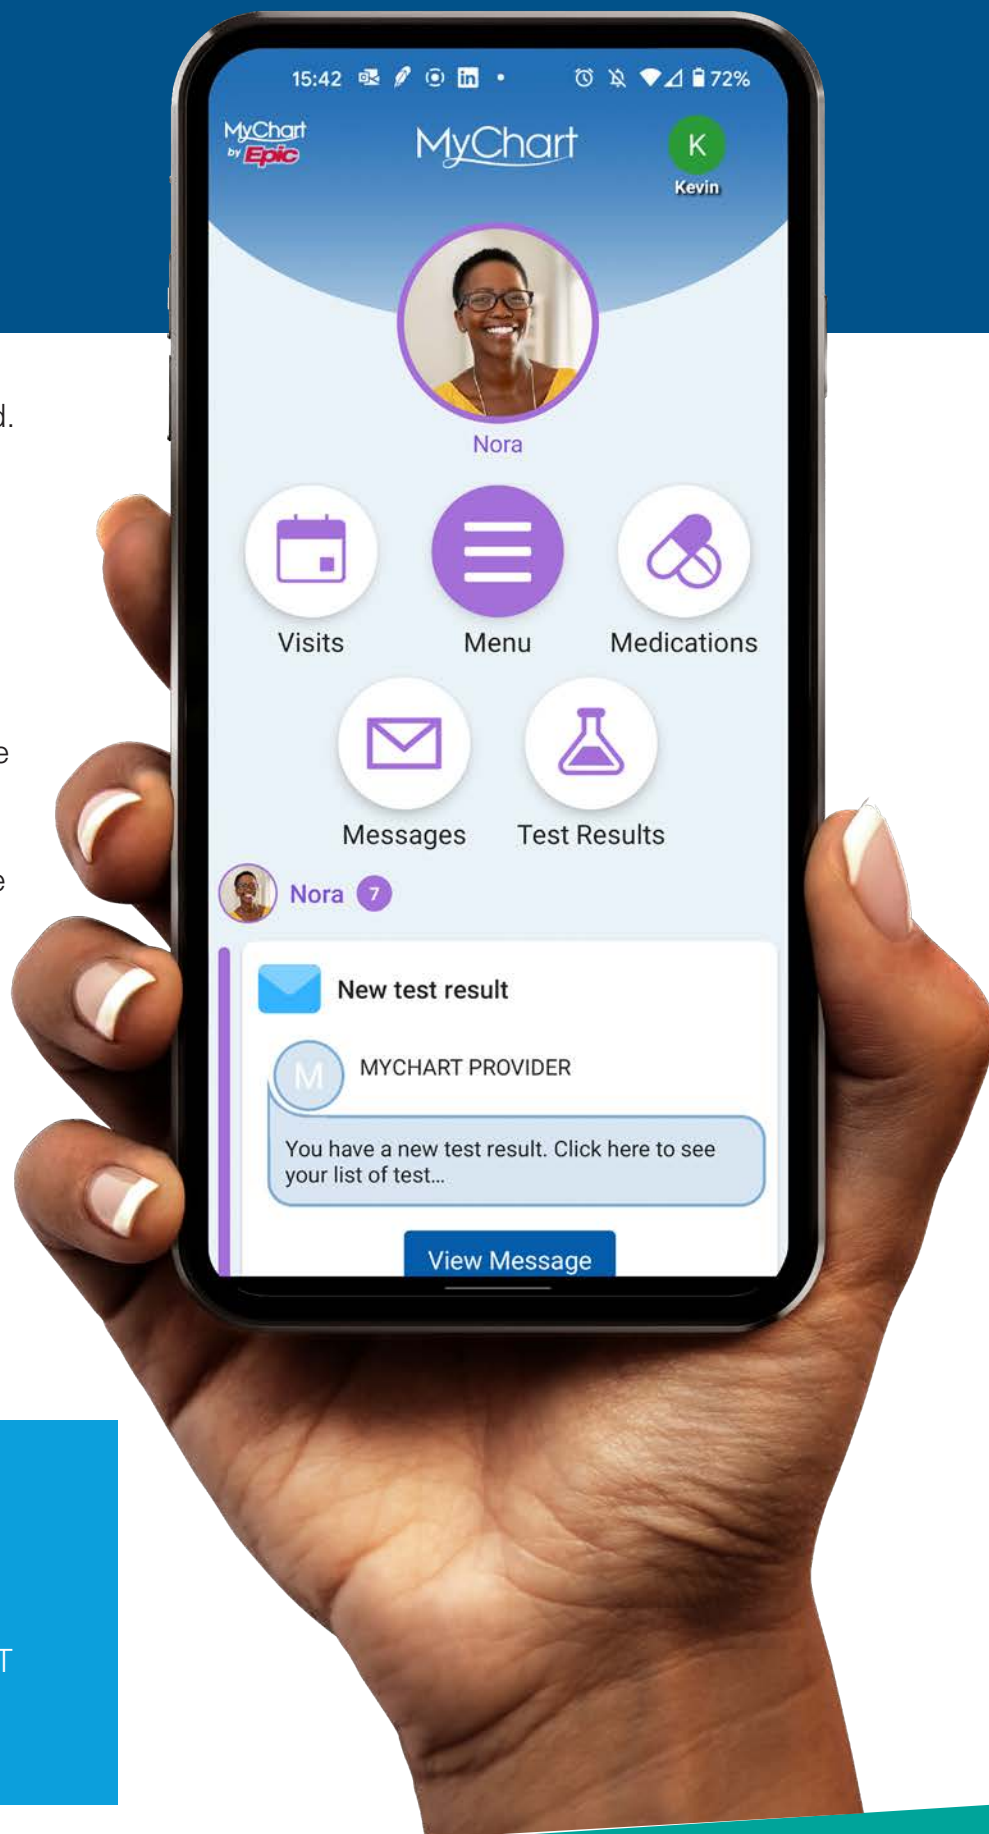 15:42 in 72%
MyChart
by Epic
MyChart
K
Kevin
d.
Nora
Visits
Menu
Medications
e
Messages
Test Results
e
Nora 7
New test result
M
MYCHART PROVIDER
You have a new test result. Click here to see
your list of test...
View Message
T